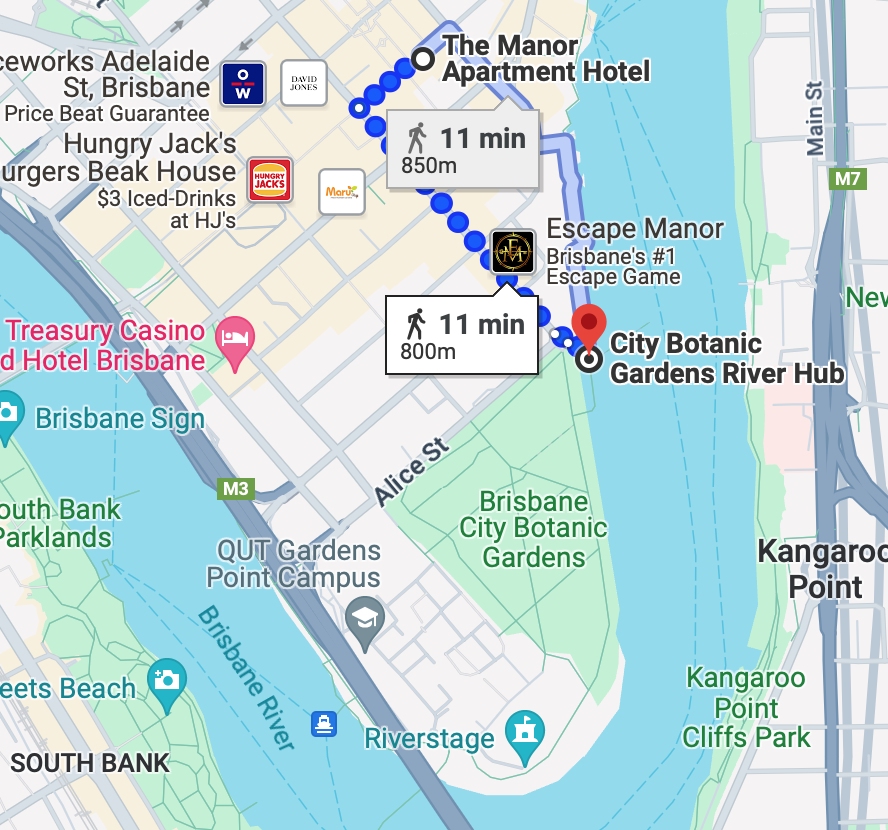 The Manor
Apartment Hotel
ceworks Adelaide
St, Brisbane
Price Beat Guarantee
O
W
DAVID
JONES
Hungry Jack's
urgers Beak House
$3 Iced-Drinks
at HJ's
HUNGRY
JACK'S
Maru
11 min
850m
Main St
M7
Escape Manor
Brisbane's #1
Escape Game
New
11 min
800m
City Botanic
Gardens River Hub
Treasury Casino
d Hotel Brisbane
Brisbane Sign
M3
Alice St
outh Bank
Parklands
Brisbane
City Botanic
Gardens
QUT Gardens
Point Campus
Kangaroo
Point
Brisbane River
eets Beach
Kangaroo
Point
Cliffs Park
Riverstage
SOUTH BANK